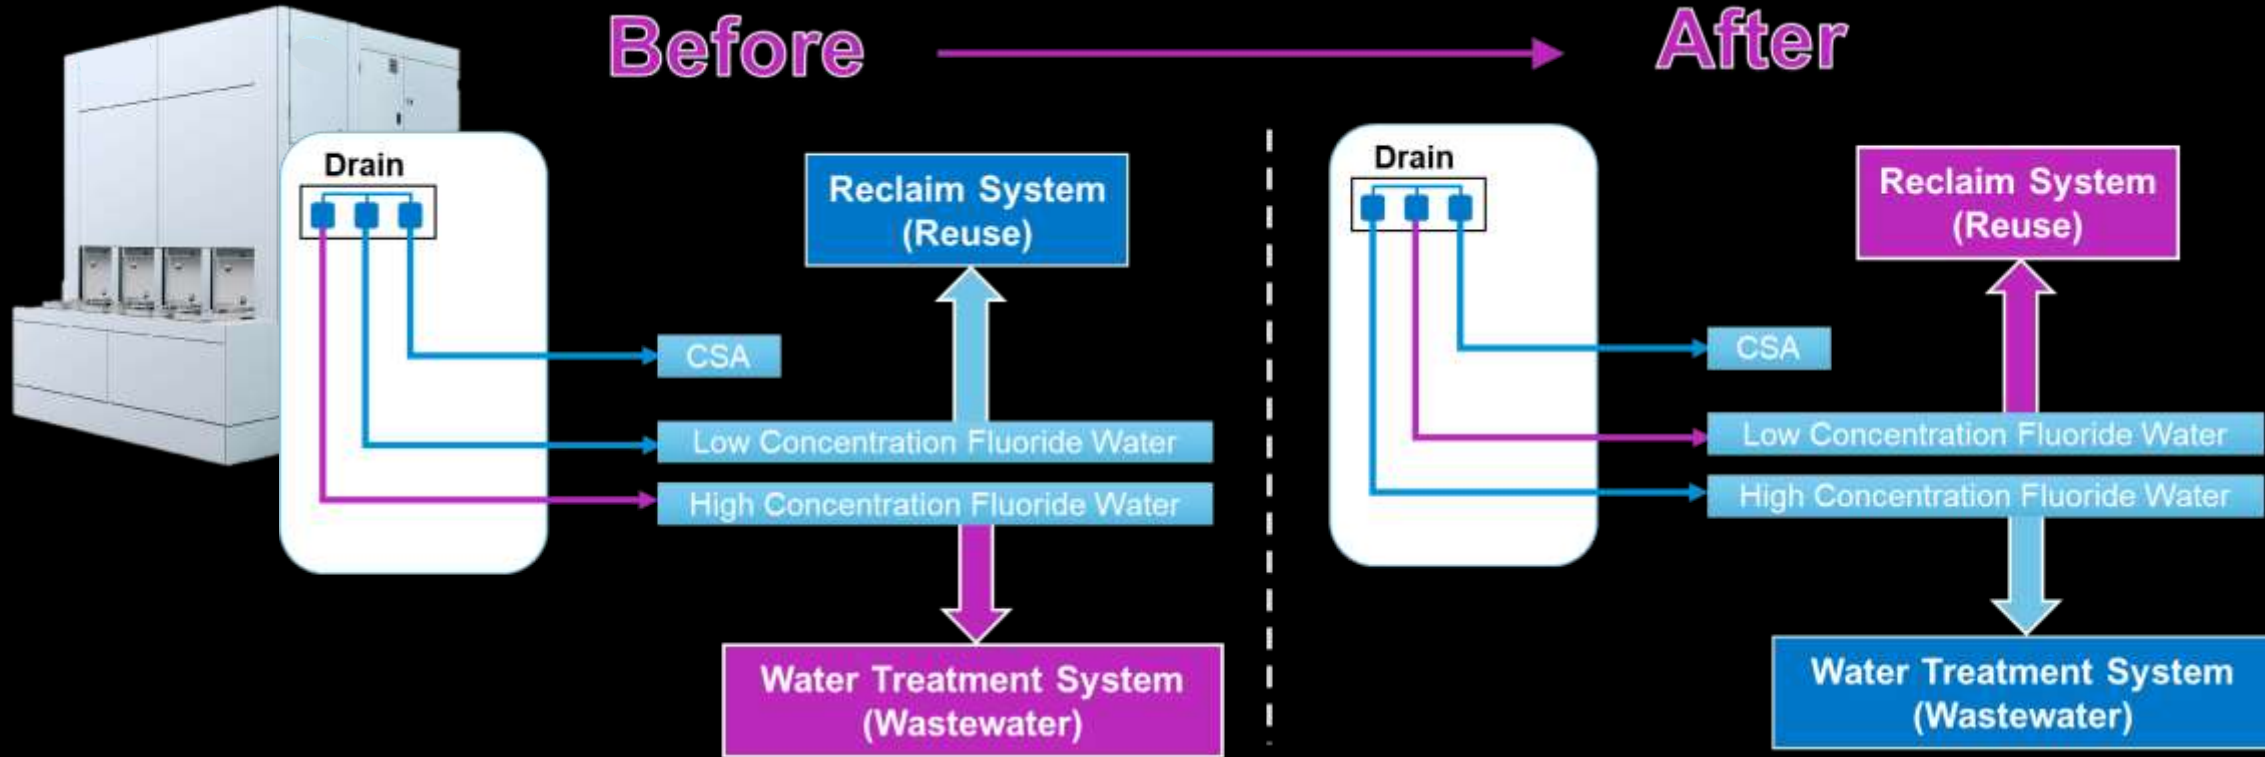 Before
After
Drain
Reclaim System
(Reuse)
CSA
Low Concentration Fluoride Water
High Concentration Fluoride Water
Water Treatment System
(Wastewater)
Drain
Reclaim System
(Reuse)
CSA
Low Concentration Fluoride Water
High Concentration Fluoride Water
Water Treatment System
(Wastewater)